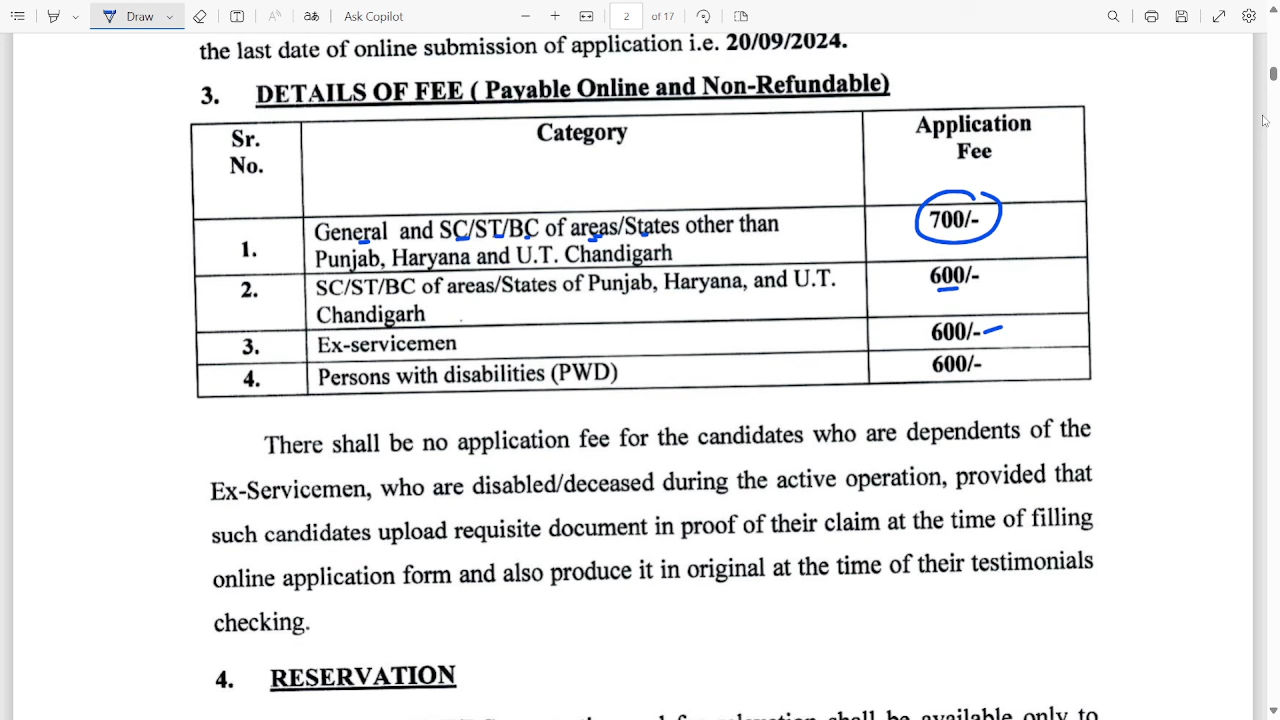 Draw
Ask Copilot
2 of 17
the last date of online submission of application i.e. 20/09/2024.
3. DETAILS OF FEE ( Payable Online and Non-Refundable)
Sr. No. Category Application Fee
1. General and SC/ST/BC of areas/States other than Punjab, Haryana and U.T. Chandigarh 700/-
2. SC/ST/BC of areas/States of Punjab, Haryana, and U.T. Chandigarh 600/-
3. Ex-servicemen 600/-
4. Persons with disabilities (PWD) 600/-
There shall be no application fee for the candidates who are dependents of the
Ex-Servicemen, who are disabled/deceased during the active operation, provided that
such candidates upload requisite document in proof of their claim at the time of filling
online application form and also produce it in original at the time of their testimonials
checking.
4. RESERVATION
shall be available only to